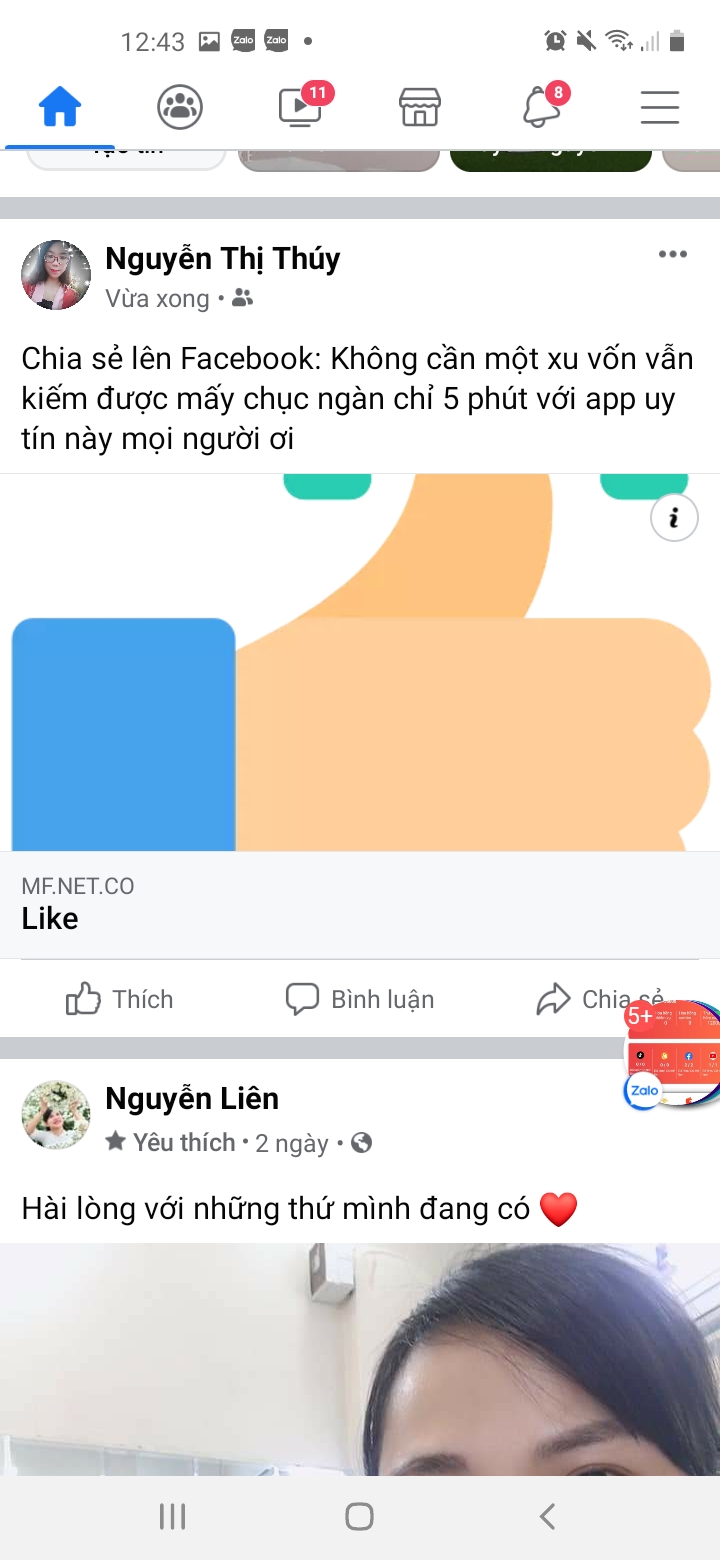 12:43
Zalo
Zalo
11
8
Nguyễn Thị Thúy
Vừa xong
Chia sẻ lên Facebook: Không cần một xu vốn vẫn
kiếm được mấy chục ngàn chỉ 5 phút với app uy
tín này mọi người ơi
MF.NET.CO
Like
Thích
Bình luận
Chia sẻ
5+
Zalo
Nguyễn Liên
Yêu thích • 2 ngày •
Hài lòng với những thứ mình đang có